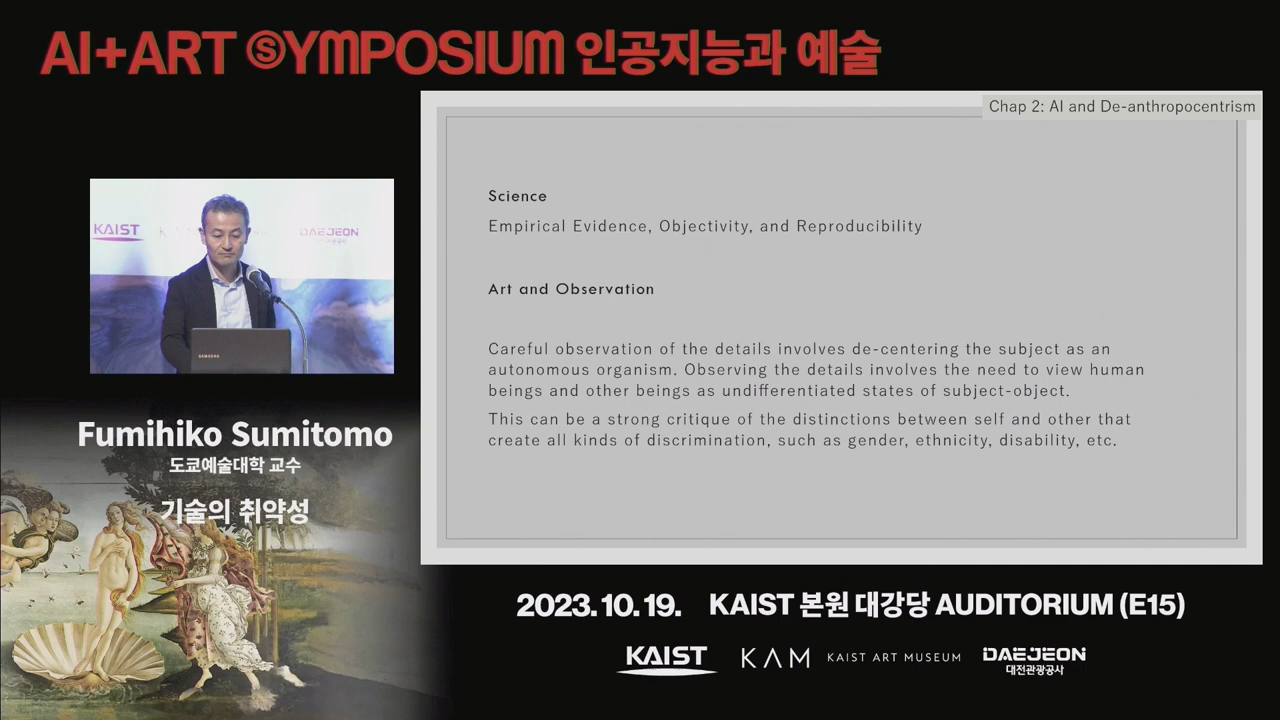 AI+ART SYMPOSIUM 인공지능과 예술
Chap 2: AI and De-anthropocentrism
Science
Empirical Evidence, Objectivity, and Reproducibility
Art and Observation
Careful observation of the details involves de-centering the subject as an
autonomous organism. Observing the details involves the need to view human
beings and other beings as undifferentiated states of subject-object.
This can be a strong critique of the distinctions between self and other that
create all kinds of discrimination, such as gender, ethnicity, disability, etc.
KAIST
DAEJEON
SAMSUNG
Fumihiko Sumitomo
도쿄예술대학 교수
기술의 취약성
2023.10.19. KAIST 본원 대강당 AUDITORIUM (E15)
KAIST KAM KAIST ART MUSEUM DAEJEON
대전관광공사